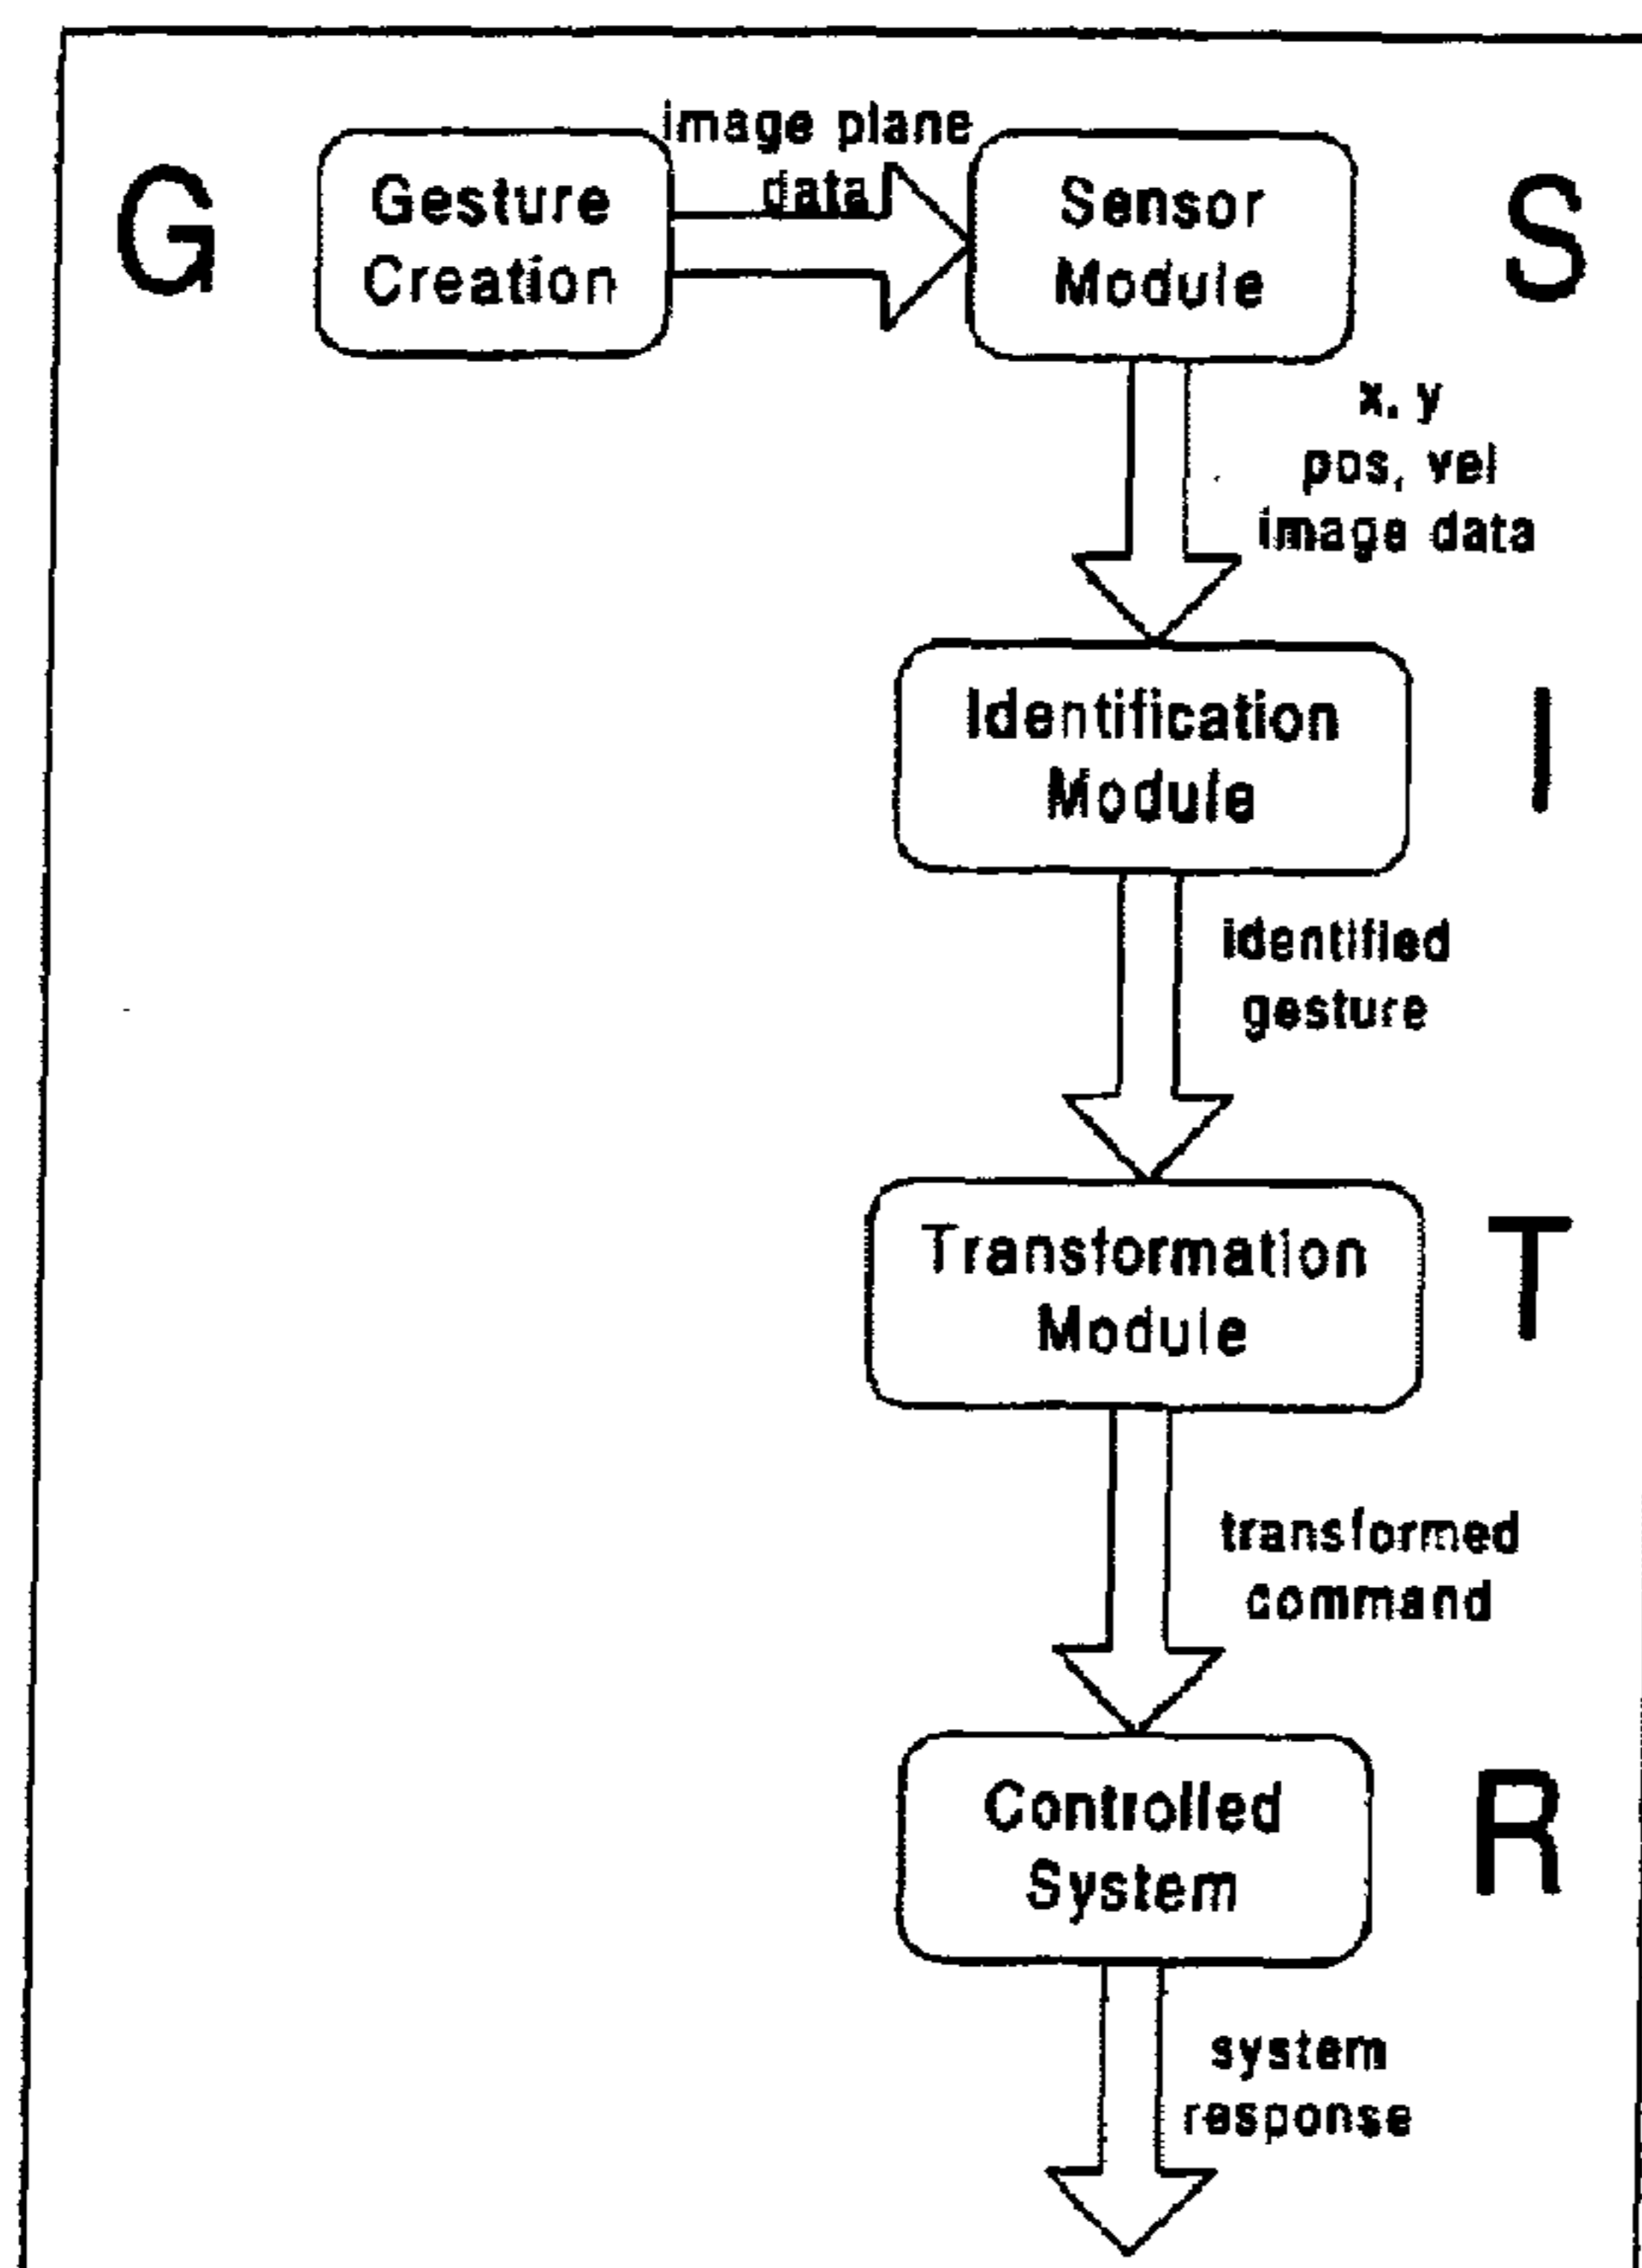 G
Gesture
Creation
image plane
data
Sensor
Module
S
x, y
pos, vel
image data
Identification
Module
I
identified
gesture
Transformation
Module
T
transformed
command
Controlled
System
R
system
response